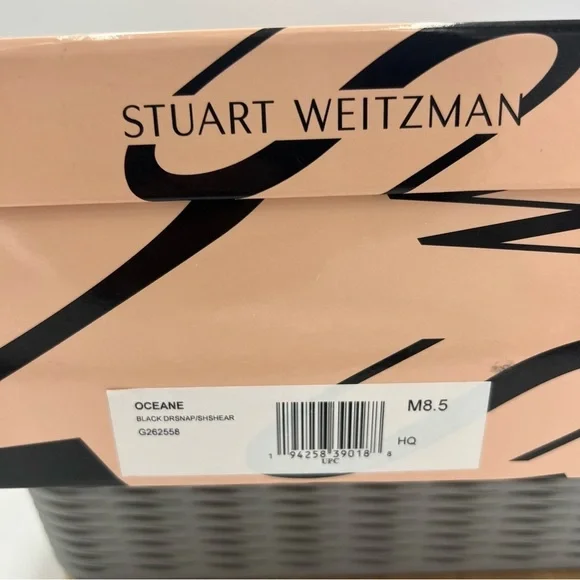 STUART WEITZMAN
OCEANE
BLACK DRSNAP/SHSHEAR
G262558
M8.5
HQ
1 94258 39018 8
UPC